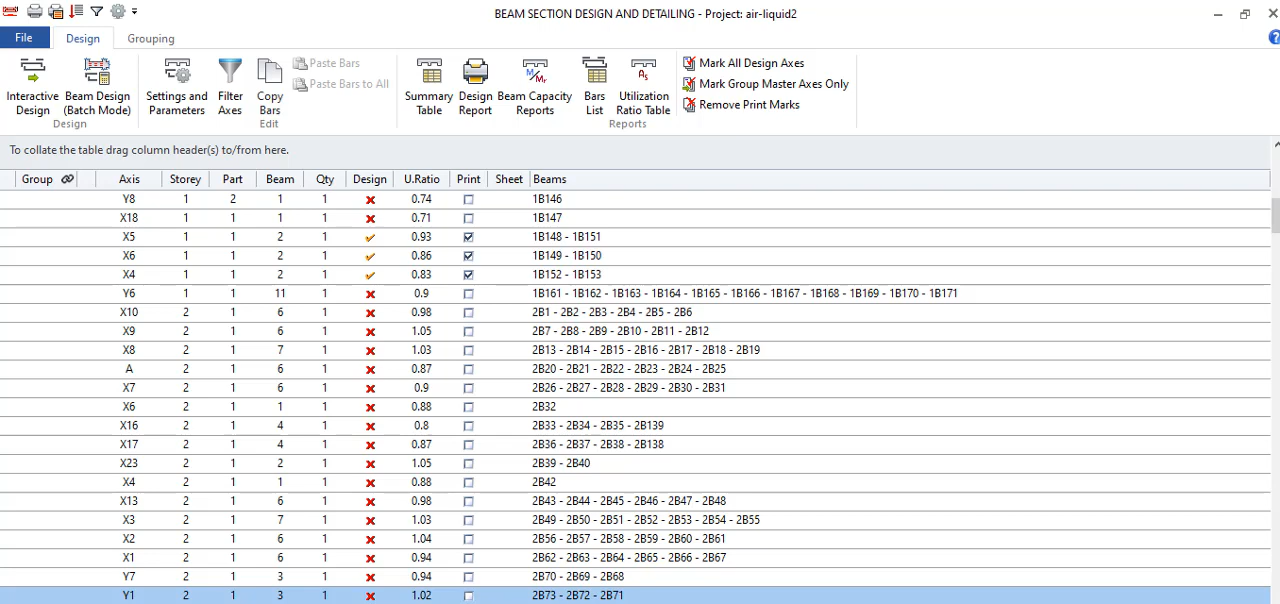 BEAM SECTION DESIGN AND DETAILING - Project: air-liquid2
File Design Grouping
Interactive Design
Beam Design (Batch Mode)
Settings and Parameters
Filter Axes
Copy Bars
Paste Bars
Paste Bars to All
Summary Table
Design Report
Beam Capacity Reports
Bars List
Utilization Ratio Table
Mark All Design Axes
Mark Group Master Axes Only
Remove Print Marks
Design Edit Reports
To collate the table drag column header(s) to/from here.
Group Axis Storey Part Beam Qty Design U.Ratio Print Sheet Beams
Y8 1 2 1 1 0.74 1B146
X18 1 1 1 1 0.71 1B147
X5 1 1 2 1 0.93 1B148 - 1B151
X6 1 1 2 1 0.86 1B149 - 1B150
X4 1 1 2 1 0.83 1B152 - 1B153
Y6 1 1 11 1 0.9 1B161 - 1B162 - 1B163 - 1B164 - 1B165 - 1B166 - 1B167 - 1B168 - 1B169 - 1B170 - 1B171
X10 2 1 6 1 0.98 2B1 - 2B2 - 2B3 - 2B4 - 2B5 - 2B6
X9 2 1 6 1 1.05 2B7 - 2B8 - 2B9 - 2B10 - 2B11 - 2B12
X8 2 1 7 1 1.03 2B13 - 2B14 - 2B15 - 2B16 - 2B17 - 2B18 - 2B19
A 2 1 6 1 0.87 2B20 - 2B21 - 2B22 - 2B23 - 2B24 - 2B25
X7 2 1 6 1 0.9 2B26 - 2B27 - 2B28 - 2B29 - 2B30 - 2B31
X6 2 1 1 1 0.88 2B32
X16 2 1 4 1 0.8 2B33 - 2B34 - 2B35 - 2B139
X17 2 1 4 1 0.87 2B36 - 2B37 - 2B38 - 2B138
X23 2 1 2 1 1.05 2B39 - 2B40
X4 2 1 1 1 0.88 2B42
X13 2 1 6 1 0.98 2B43 - 2B44 - 2B45 - 2B46 - 2B47 - 2B48
X3 2 1 7 1 1.03 2B49 - 2B50 - 2B51 - 2B52 - 2B53 - 2B54 - 2B55
X2 2 1 6 1 1.04 2B56 - 2B57 - 2B58 - 2B59 - 2B60 - 2B61
X1 2 1 6 1 0.94 2B62 - 2B63 - 2B64 - 2B65 - 2B66 - 2B67
Y7 2 1 3 1 0.94 2B70 - 2B69 - 2B68
Y1 2 1 3 1 1.02 2B73 - 2B72 - 2B71